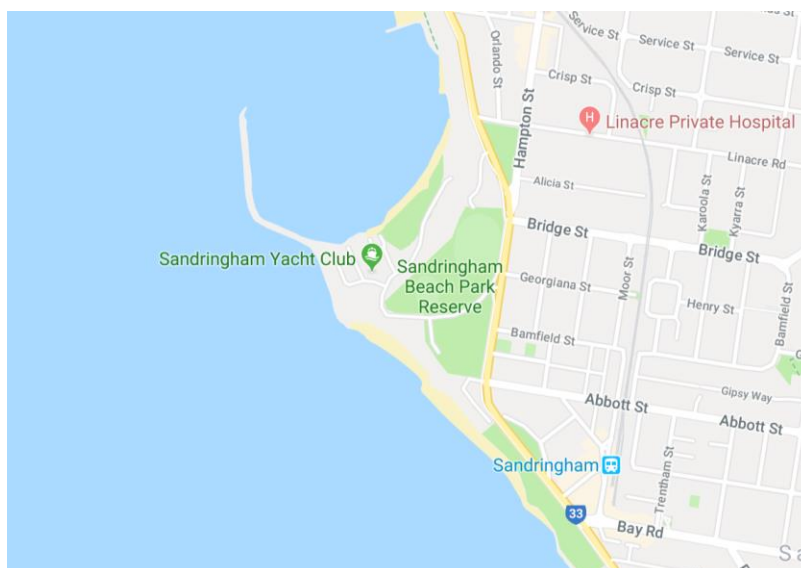 Service St
Service St
Service St
Orlando St
Crisp St
Crisp St
Hampton St
H
Linacre Private Hospital
Linacre Rd
Alicia St
Karoola St
Kyarra St
Bridge St
Bridge St
Sandringham Yacht Club
Sandringham
Beach Park
Reserve
Georgiana St
Moor St
Henry St
Bamfield St
Bamfield St
G
Gipsy Way
Abbott St
Abbott St
Sandringham
Trentham St
33
Bay Rd
Sa